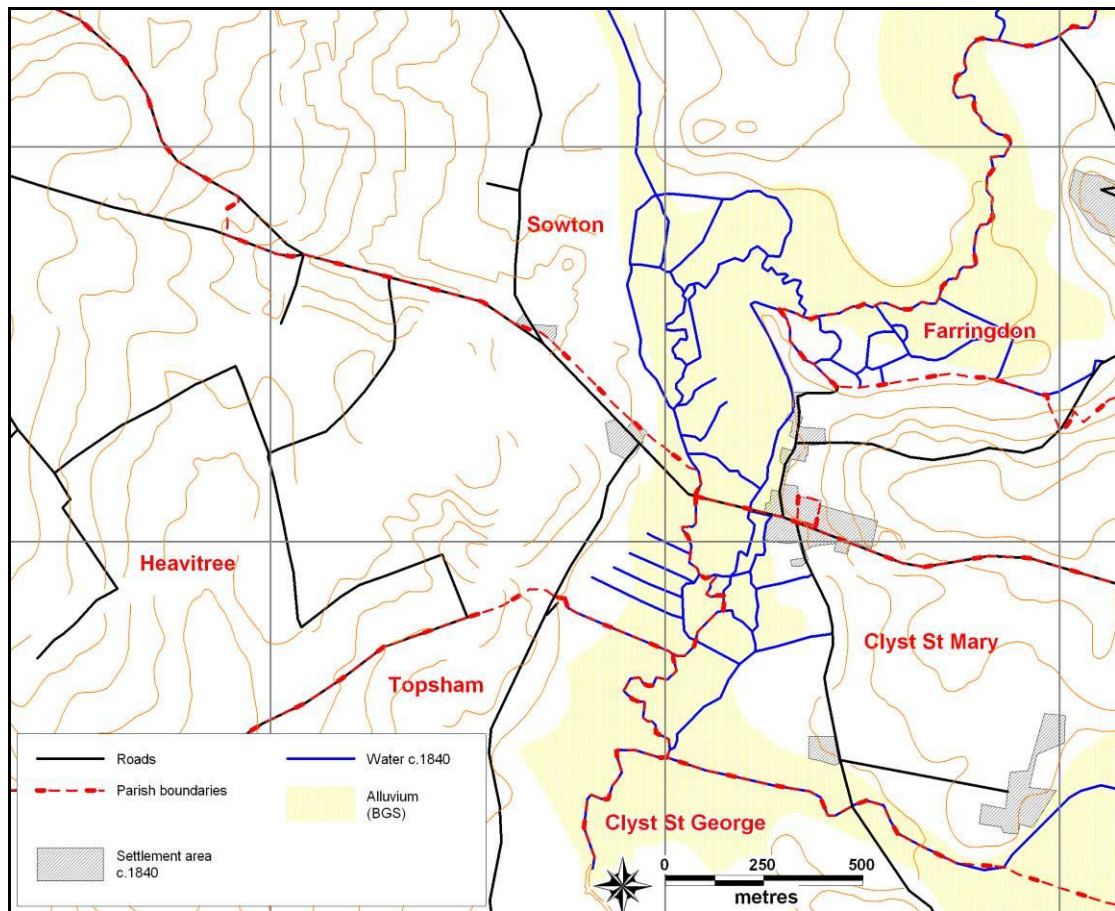 Sowton
Farringdon
Heavitree
Clyst St Mary
Topsham
Clyst St George
Roads
Water c.1840
Parish boundaries
Alluvium
(BGS)
Settlement area
c.1840
0 250 500
metres